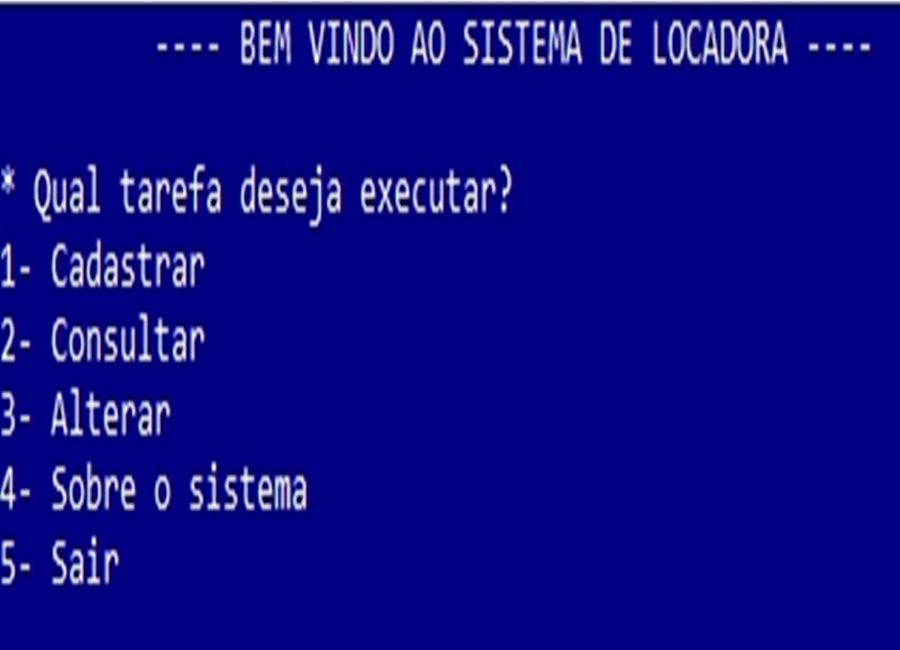 ---- BEM VINDO AO SISTEMA DE LOCADORA ----
* Qual tarefa deseja executar?
1- Cadastrar
2- Consultar
3- Alterar
4- Sobre o sistema
5- Sair